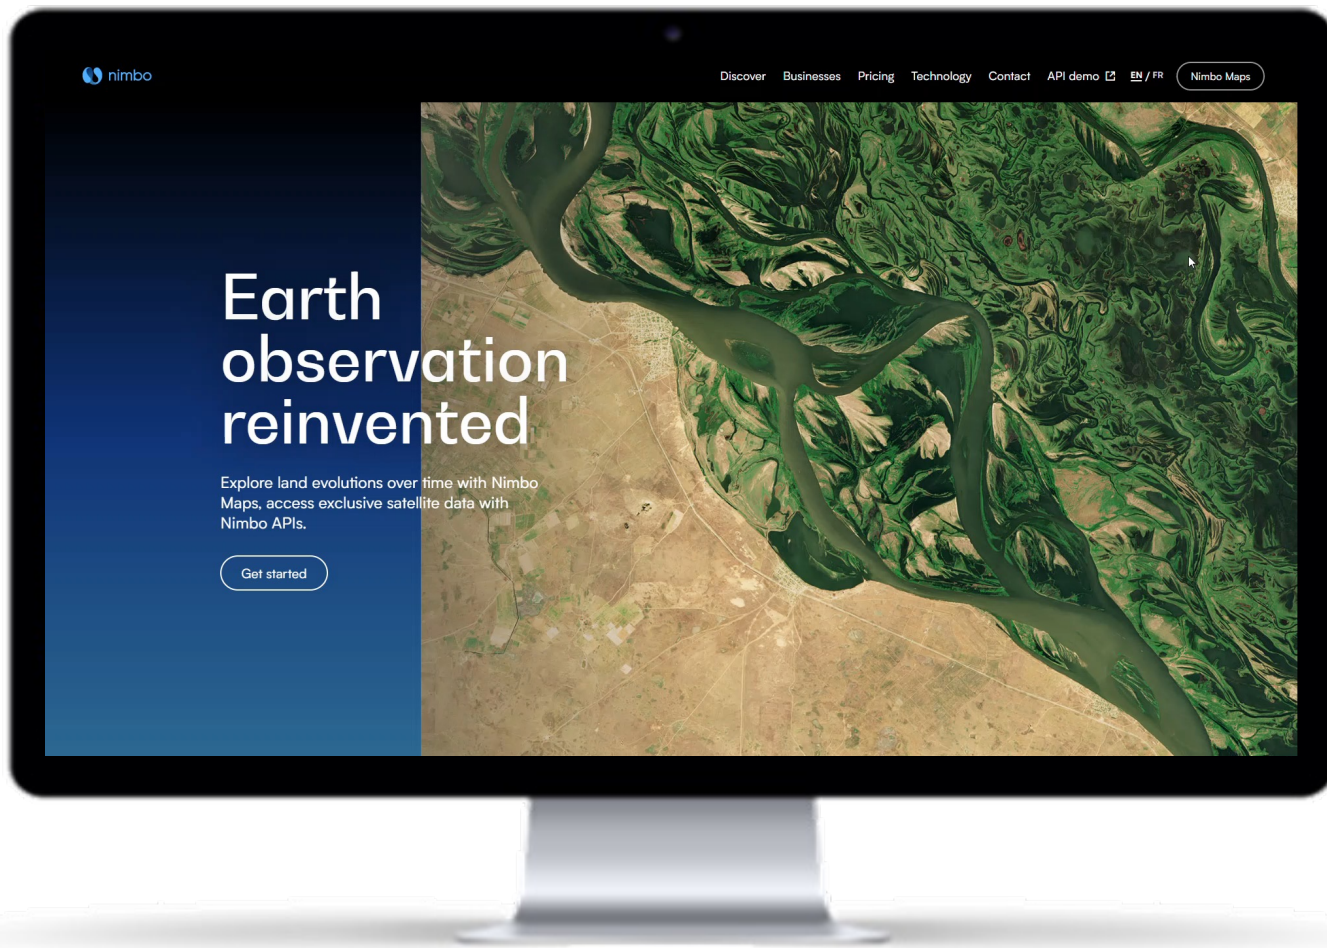 nimbo
Discover Businesses Pricing Technology Contact API demo EN / FR Nimbo Maps
Earth
observation
reinvented
Explore land evolutions over time with Nimbo
Maps, access exclusive satellite data with
Nimbo APIs.
Get started